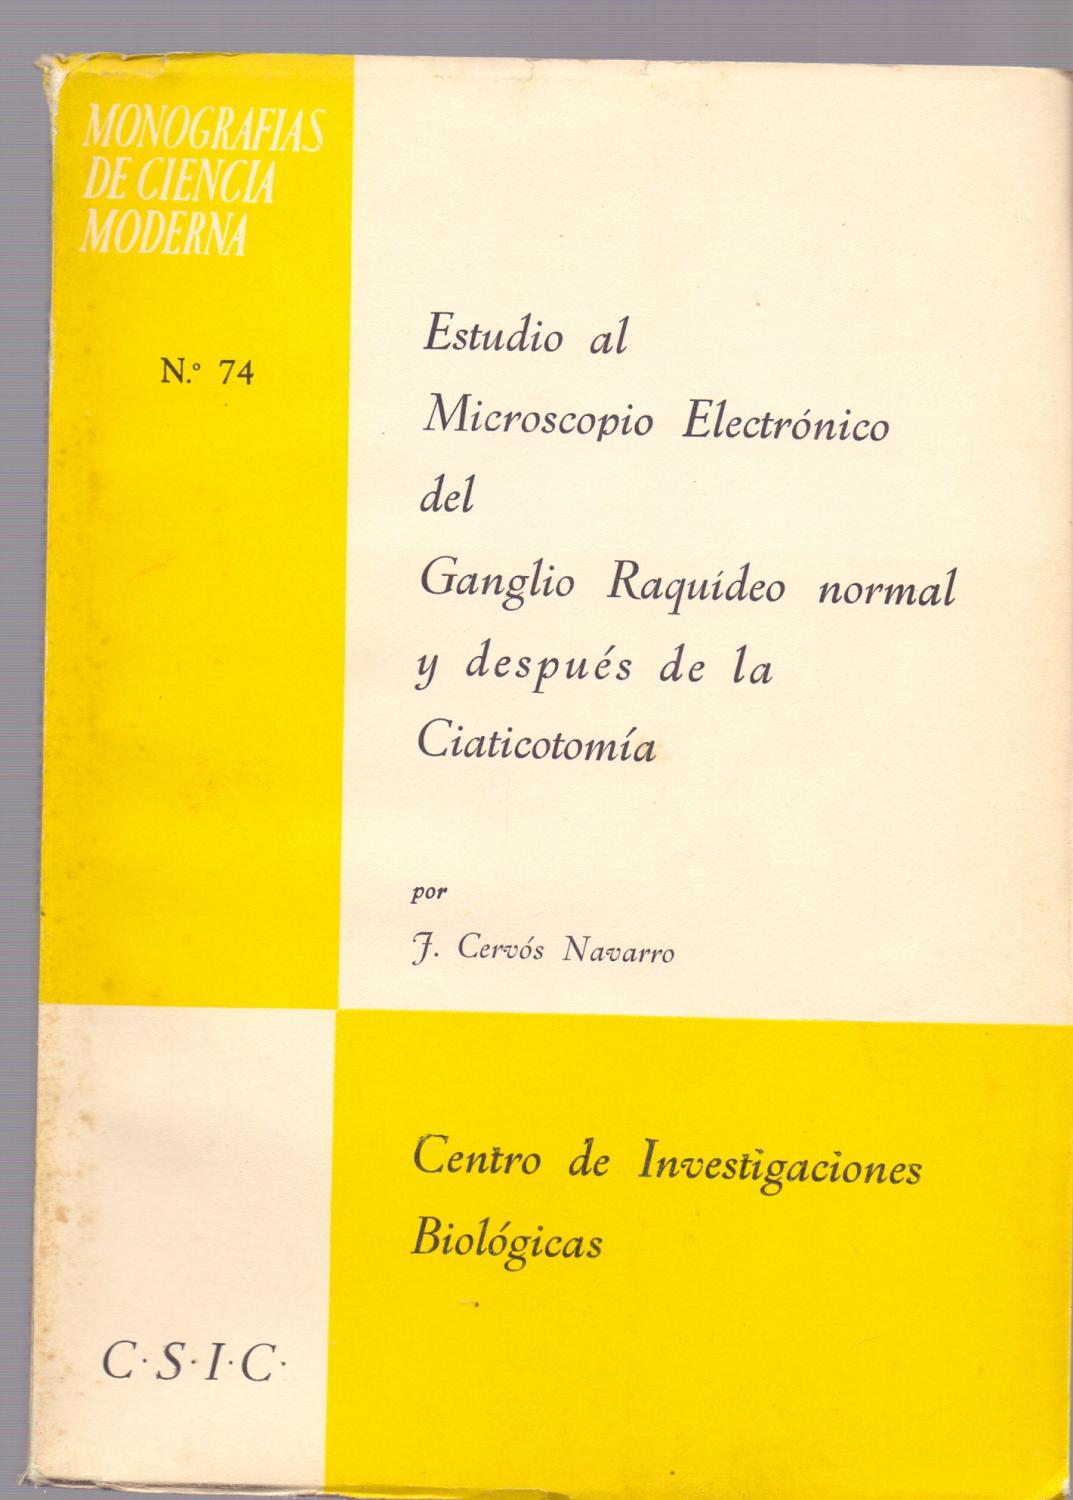 MONOGRAFIAS
DE CIENCIA
MODERNA
N.º 74
Estudio al
Microscopio Electrónico
del
Ganglio Raquídeo normal
y después de la
Ciaticotomía
por
J. Cervós Navarro
Centro de Investigaciones
Biológicas
C·S·I·C·